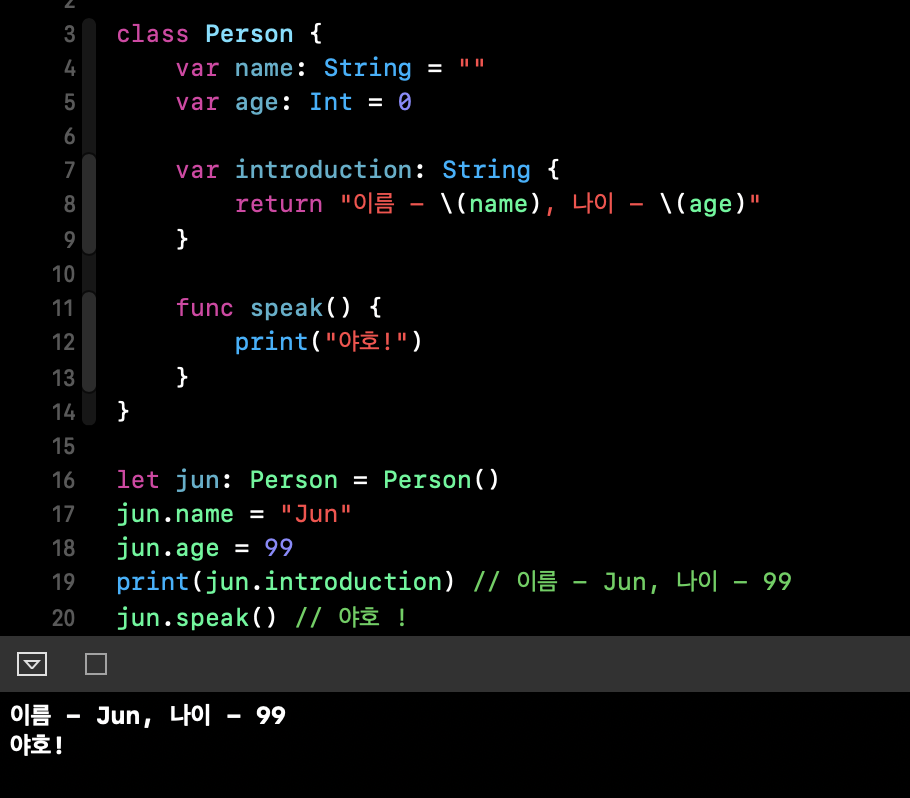 2
3 class Person {
4 var name: String = ""
5 var age: Int = 0
6
7 var introduction: String {
8 return "이름 - \(name), 나이 - \(age)"
9 }
10
11 func speak() {
12 print("야호!")
13 }
14 }
15
16 let jun: Person = Person()
17 jun.name = "Jun"
18 jun.age = 99
19 print(jun.introduction) // 이름 - Jun, 나이 - 99
20 jun.speak() // 야호 !
이름 - Jun, 나이 - 99
야호!